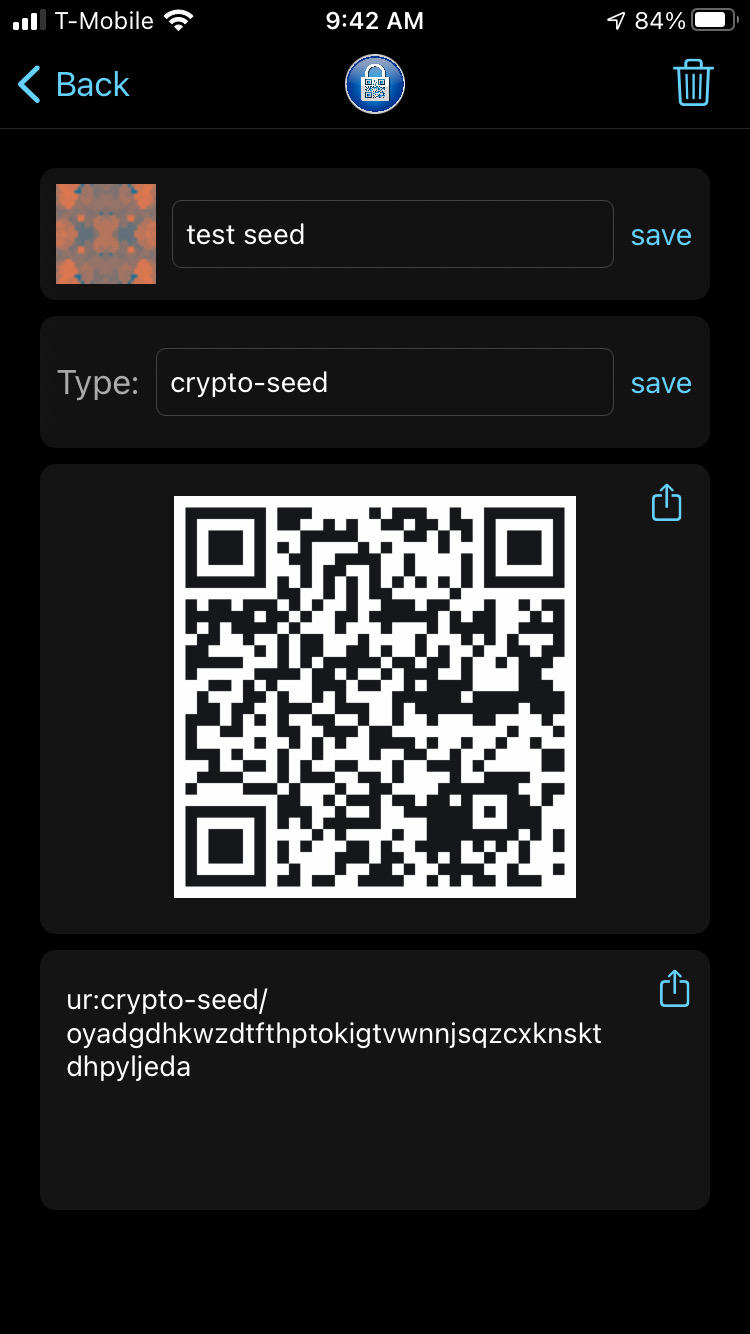 T-Mobile 9:42 AM 84%
Back
test seed save
Type: crypto-seed save
ur:crypto-seed/
oyadgdhkwzdtfthptokigtvwnnjsqzcxknskt
dhpyljeda